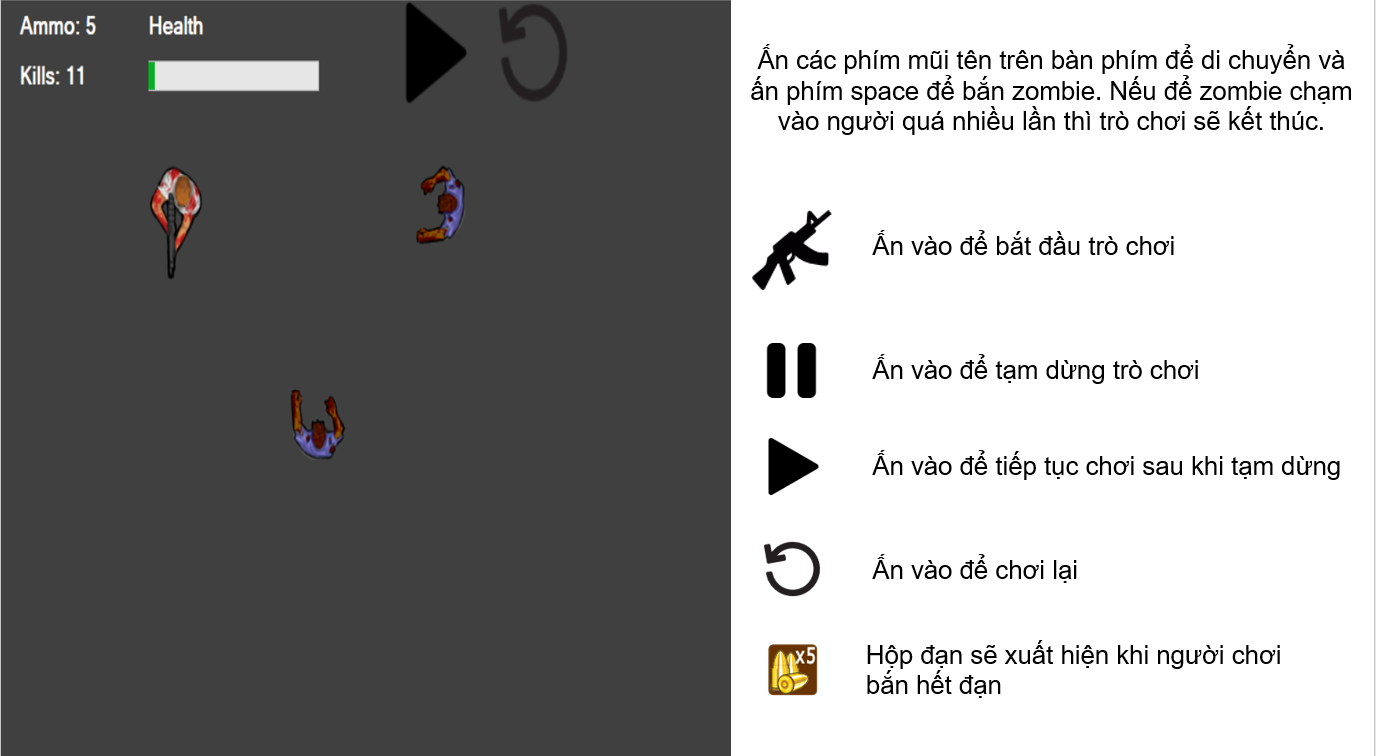 Ammo: 5
Health
Kills: 11
Ấn các phím mũi tên trên bàn phím để di chuyển và
ấn phím space để bắn zombie. Nếu để zombie chạm
vào người quá nhiều lần thì trò chơi sẽ kết thúc.
Ấn vào để bắt đầu trò chơi
Ấn vào để tạm dừng trò chơi
Ấn vào để tiếp tục chơi sau khi tạm dừng
Ấn vào để chơi lại
x5
Hộp đạn sẽ xuất hiện khi người chơi
bắn hết đạn